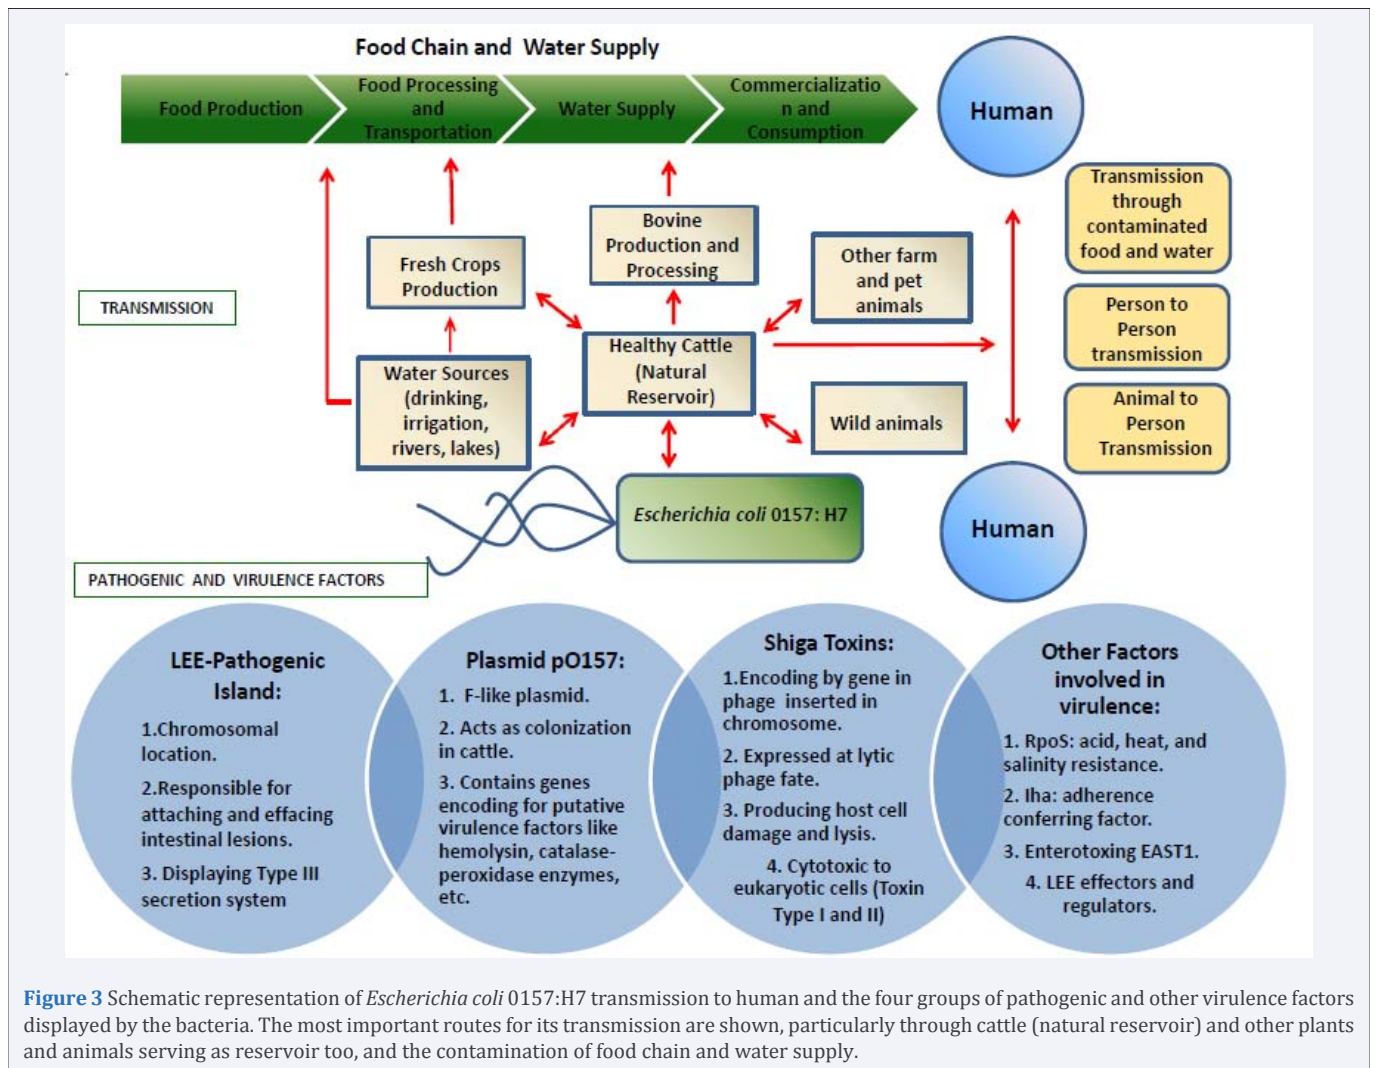 Food Chain and Water Supply
Food Production
Food Processing
and
Transportation
Water Supply
Commercializatio
n and
Consumption
Human
Transmission
through
contaminated
food and water
Bovine
Production and
Processing
Fresh Crops
Production
Other farm
and pet
animals
TRANSMISSION
Person to
Person
transmission
Healthy Cattle
(Natural
Reservoir)
Water Sources
(drinking,
irrigation,
rivers, lakes)
Wild animals
Animal to
Person
Transmission
Escherichia coli 0157: H7
Human
PATHOGENIC AND VIRULENCE FACTORS
LEE-Pathogenic
Island:
1.Chromosomal
location.
2.Responsible for
attaching and effacing
intestinal lesions.
3. Displaying Type III
secretion system
Plasmid pO157:
1. F-like plasmid.
2. Acts as colonization
in cattle.
3. Contains genes
encoding for putative
virulence factors like
hemolysin, catalase-
peroxidase enzymes,
etc.
Shiga Toxins:
1.Encoding by gene in
phage inserted in
chromosome.
2. Expressed at lytic
phage fate.
3. Producing host cell
damage and lysis.
4. Cytotoxic to
eukaryotic cells (Toxin
Type I and II)
Other Factors
involved in
virulence:
1. RpoS: acid, heat, and
salinity resistance.
2. Iha: adherence
conferring factor.
3. Enterotoxing EAST1.
4. LEE effectors and
regulators.
Figure 3 Schematic representation of Escherichia coli 0157:H7 transmission to human and the four groups of pathogenic and other virulence factors
displayed by the bacteria. The most important routes for its transmission are shown, particularly through cattle (natural reservoir) and other plants
and animals serving as reservoir too, and the contamination of food chain and water supply.